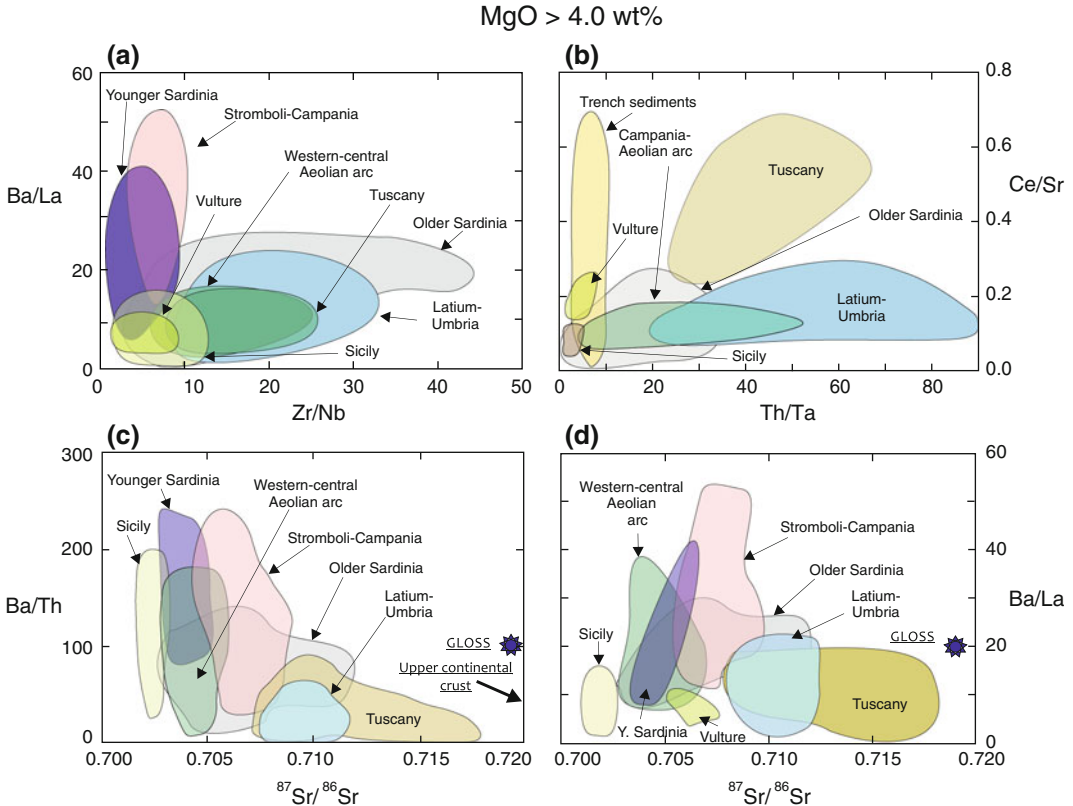 MgO > 4.0 wt%
(a)
60
40
20
0
Ba/La
Younger Sardinia
Stromboli-Campania
Western-central
Aeolian arc
Vulture
Tuscany
Older Sardinia
Latium-
Umbria
Sicily
0 10 20 30 40 50
Zr/Nb
(b)
0.8
0.6
0.4
0.2
0.0
Ce/Sr
Trench sediments
Campania-
Aeolian arc
Tuscany
Vulture
Older Sardinia
Latium-
Umbria
Sicily
0 20 40 60 80
Th/Ta
(c)
300
200
100
0
Ba/Th
Younger Sardinia
Western-central
Aeolian arc
Sicily
Stromboli-Campania
Older Sardinia
Latium-
Umbria
GLOSS
Upper continental
crust
Tuscany
0.700 0.705 0.710 0.715 0.720
87Sr/ 86Sr
(d)
60
40
20
0
Ba/La
Western-central
Aeolian
arc
Stromboli-Campania
Older Sardinia
Latium-
Umbria
Sicily
GLOSS
Tuscany
Y. Sardinia
Vulture
0.700 0.705 0.710 0.715 0.720
87Sr/ 86Sr